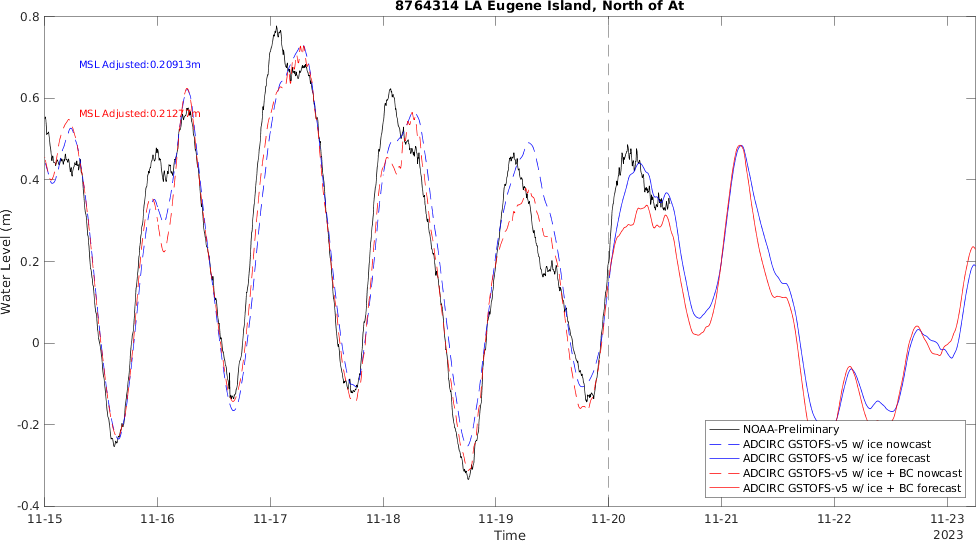 8764314 LA Eugene Island, North of At
MSL Adjusted:0.20913m
MSL Adjusted:
Water Level (m)
0.8
0.6
0.4
0.2
0
-0.2
-0.4
11-15
11-16
11-17
11-18
11-19
11-20
11-21
11-22
11-23
Time
2023
NOAA-Preliminary
ADCIRC GSTOFS-v5 w/ ice nowcast
ADCIRC GSTOFS-v5 w/ ice forecast
ADCIRC GSTOFS-v5 w/ ice + BC nowcast
ADCIRC GSTOFS-v5 w/ ice + BC forecast